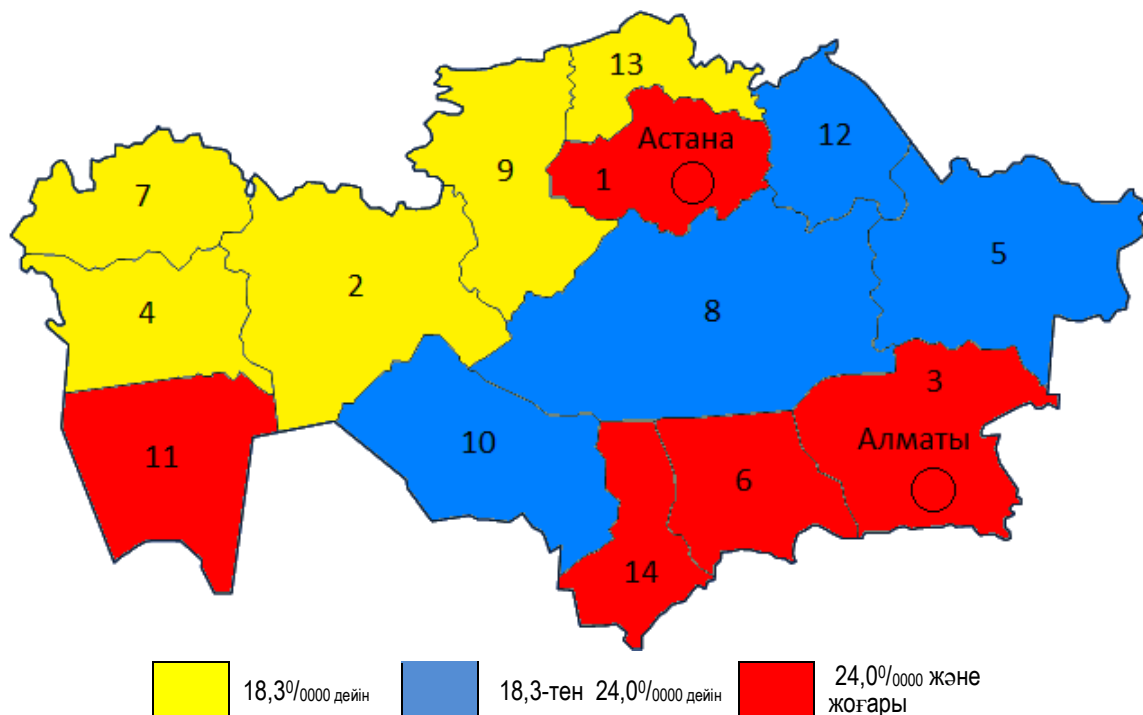 13
12
Астана
9
1
7
5
2
4
8
3
10
Алматы
11
6
14
18,3⁰/₀₀₀₀ дейін
18,3-тен 24,0⁰/₀₀₀₀ дейін
24,0⁰/₀₀₀₀ және
жоғары